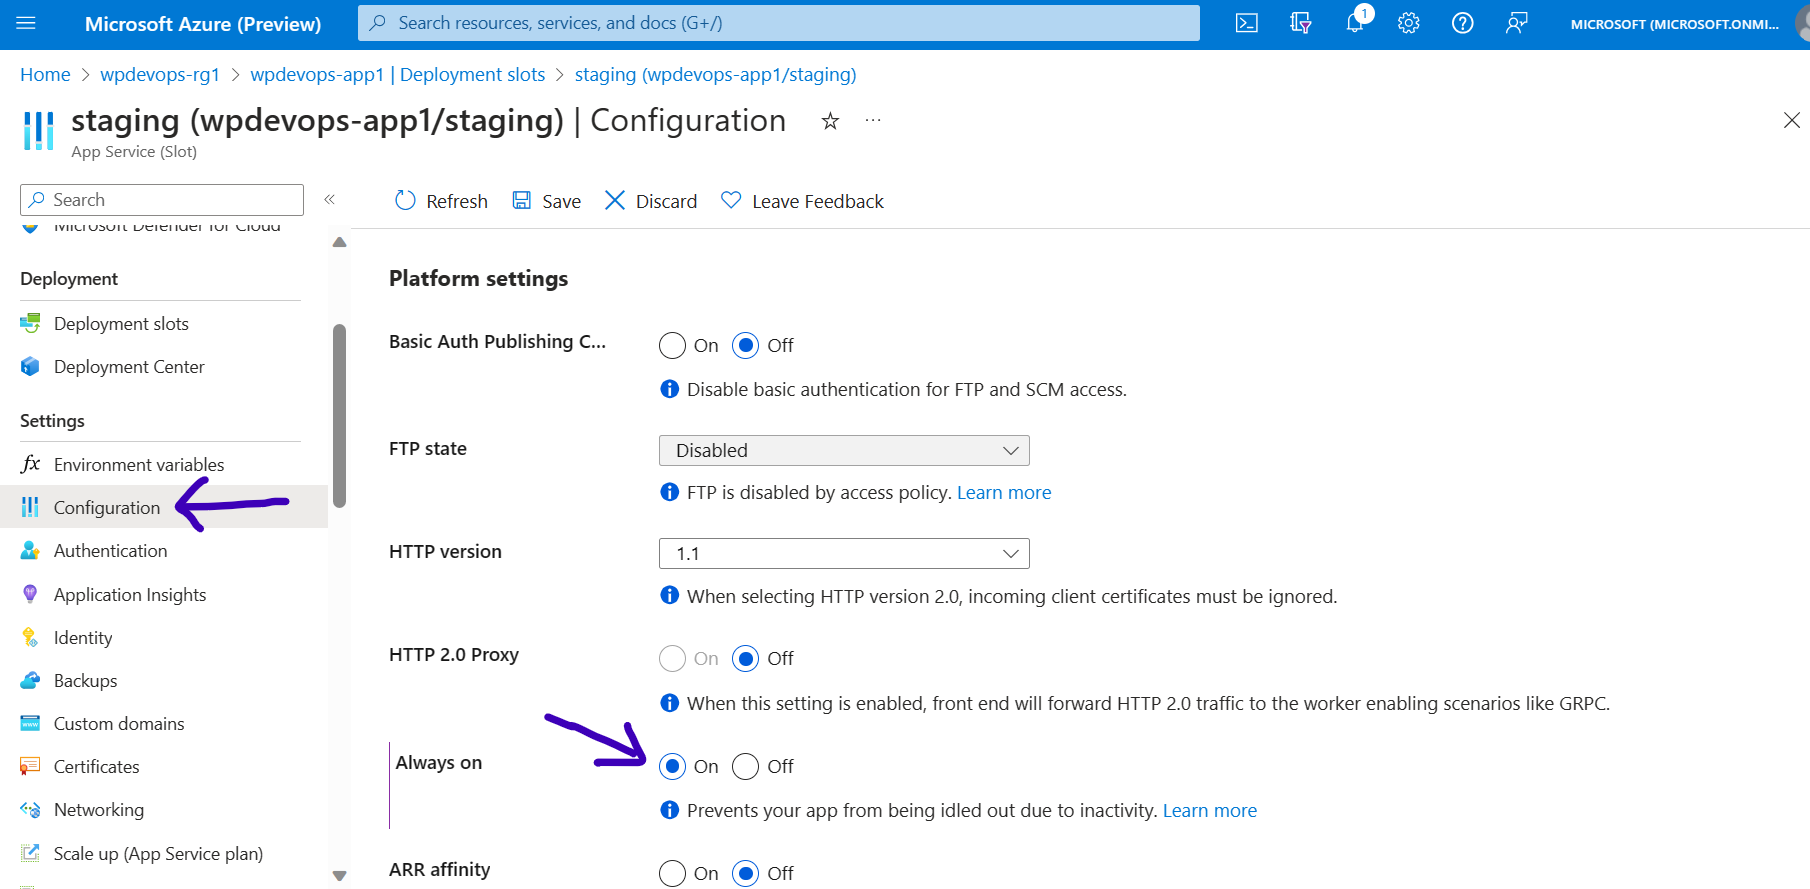 Microsoft Azure (Preview)
Search resources, services, and docs (G+/)
1
MICROSOFT (MICROSOFT.ONMI...
Home > wpdevops-rg1 > wpdevops-app1 | Deployment slots > staging (wpdevops-app1/staging)
staging (wpdevops-app1/staging) | Configuration
App Service (Slot)
Search
Refresh
Save
Discard
Leave Feedback
Microsoft Defender for Cloud
Deployment
Deployment slots
Deployment Center
Settings
Environment variables
Configuration
Authentication
Application Insights
Identity
Backups
Custom domains
Certificates
Networking
Scale up (App Service plan)
Platform settings
Basic Auth Publishing C...
On Off
Disable basic authentication for FTP and SCM access.
FTP state
Disabled
FTP is disabled by access policy. Learn more
HTTP version
1.1
When selecting HTTP version 2.0, incoming client certificates must be ignored.
HTTP 2.0 Proxy
On Off
When this setting is enabled, front end will forward HTTP 2.0 traffic to the worker enabling scenarios like GRPC.
Always on
On Off
Prevents your app from being idled out due to inactivity. Learn more
ARR affinity
On Off